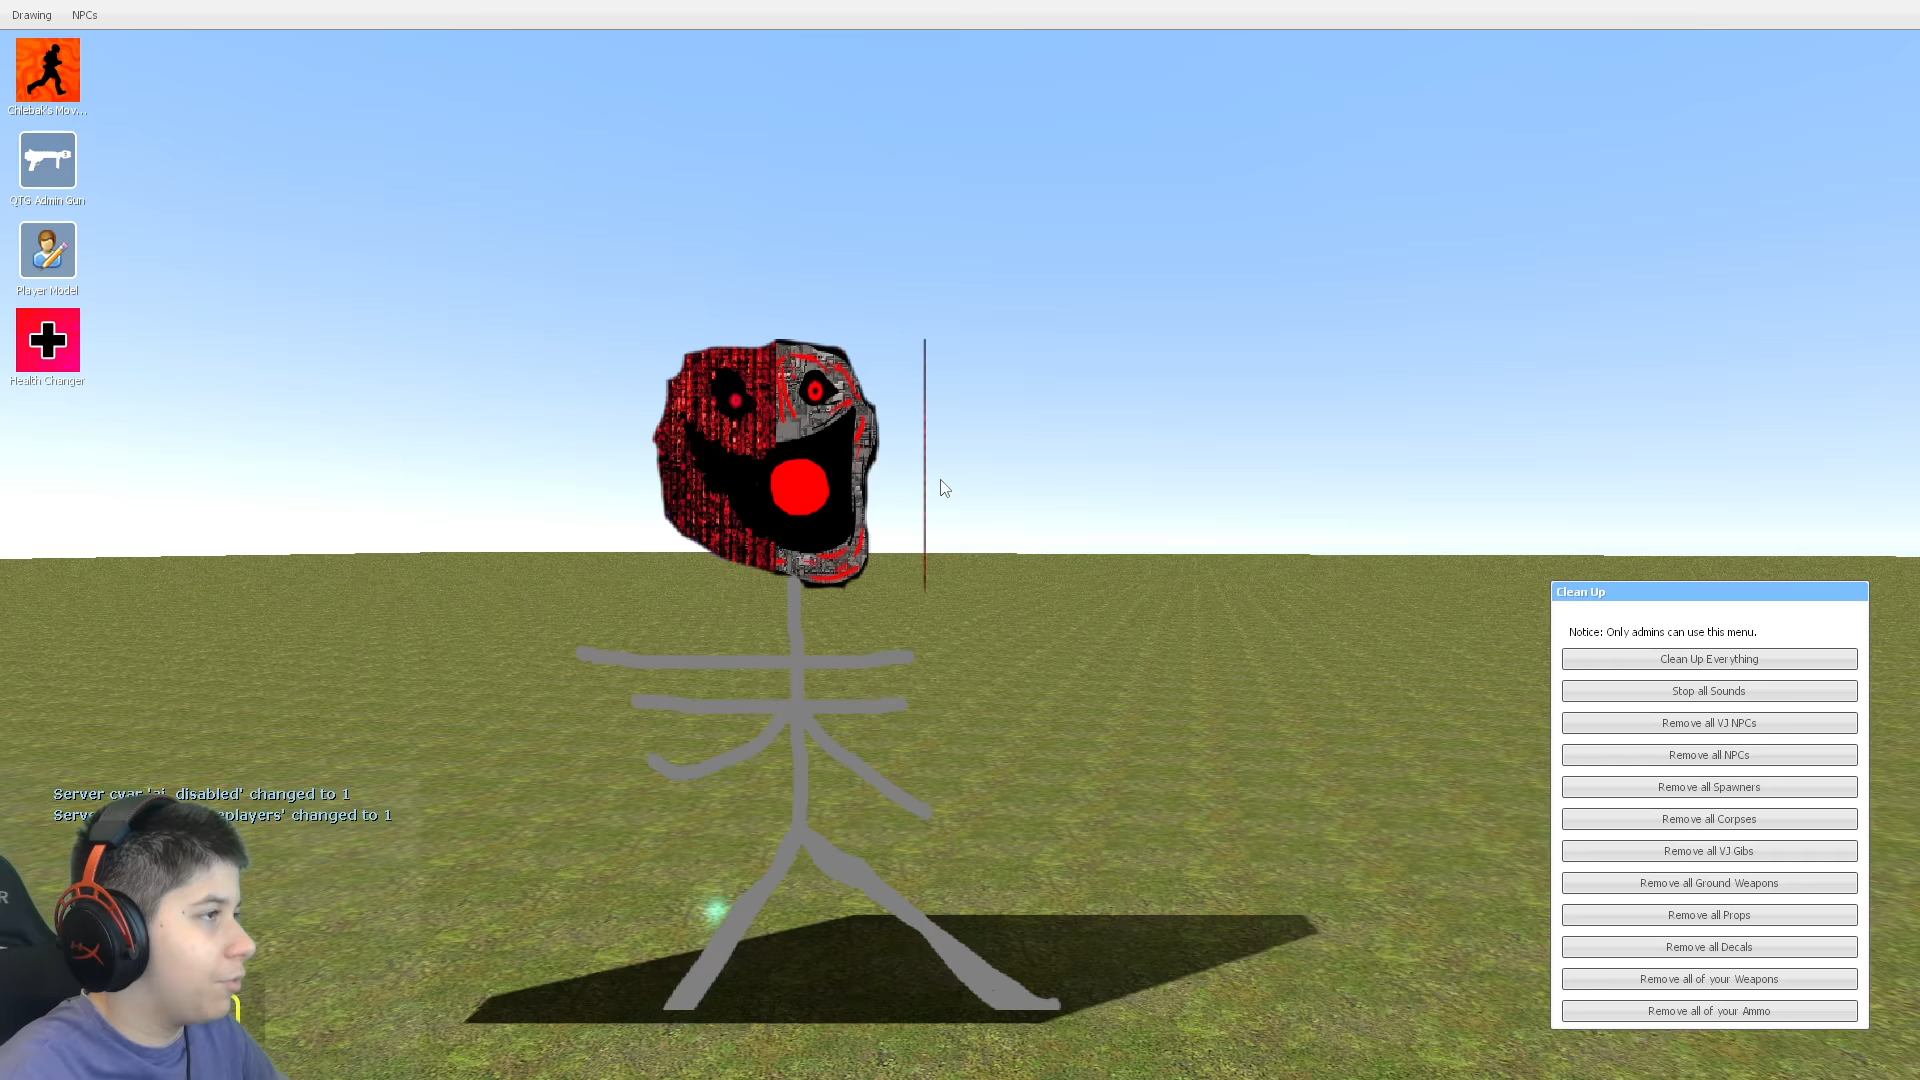 Drawing NPCs
Chlebak's Mov...
QTG Admin Gun
Player Model
Health Changer
Server cvar 'ai_disabled' changed to 1
players' changed to 1
R
Clean Up
Notice: Only admins can use this menu.
Clean Up Everything
Stop all Sounds
Remove all VJ NPCs
Remove all NPCs
Remove all Spawners
Remove all Corpses
Remove all VJ Gibs
Remove all Ground Weapons
Remove all Props
Remove all Decals
Remove all of your Weapons
Remove all of your Ammo